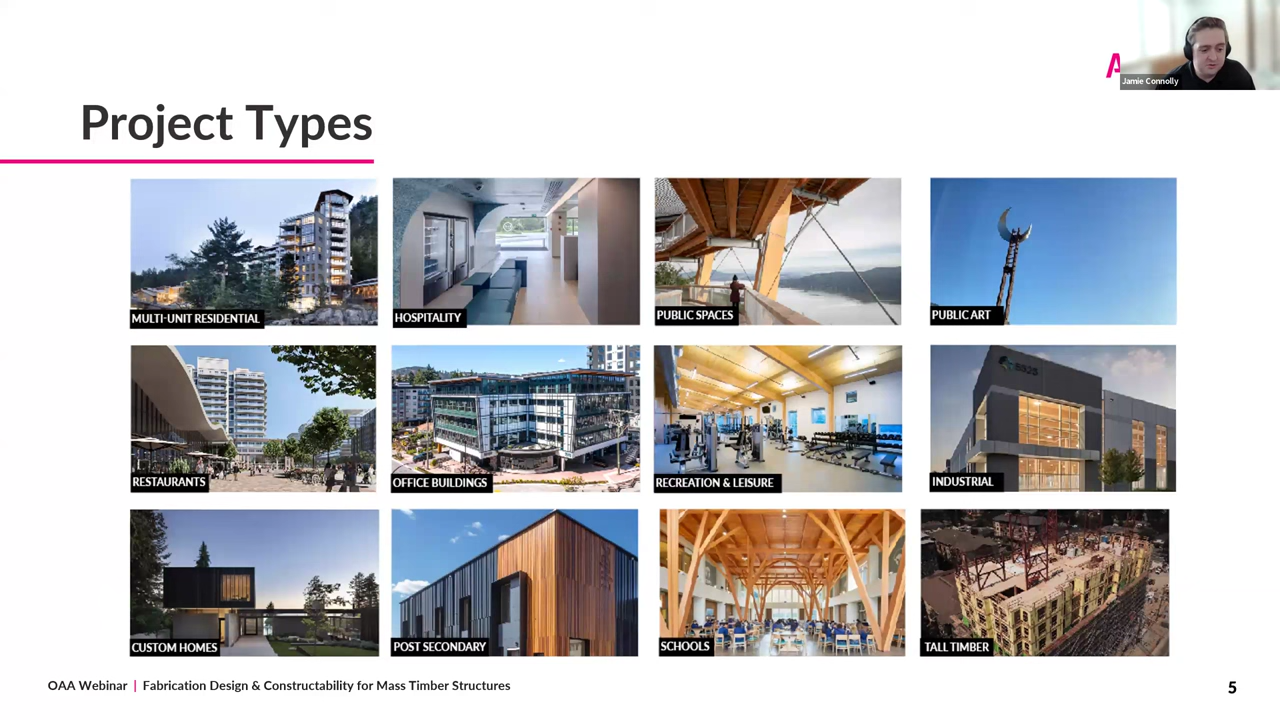 A
Jamie Connolly
Project Types
MULTI-UNIT RESIDENTIAL
HOSPITALITY
PUBLIC SPACES
PUBLIC ART
RESTAURANTS
OFFICE BUILDINGS
RECREATION & LEISURE
INDUSTRIAL
CUSTOM HOMES
POST SECONDARY
SCHOOLS
TALL TIMBER
OAA Webinar | Fabrication Design & Constructability for Mass Timber Structures
5